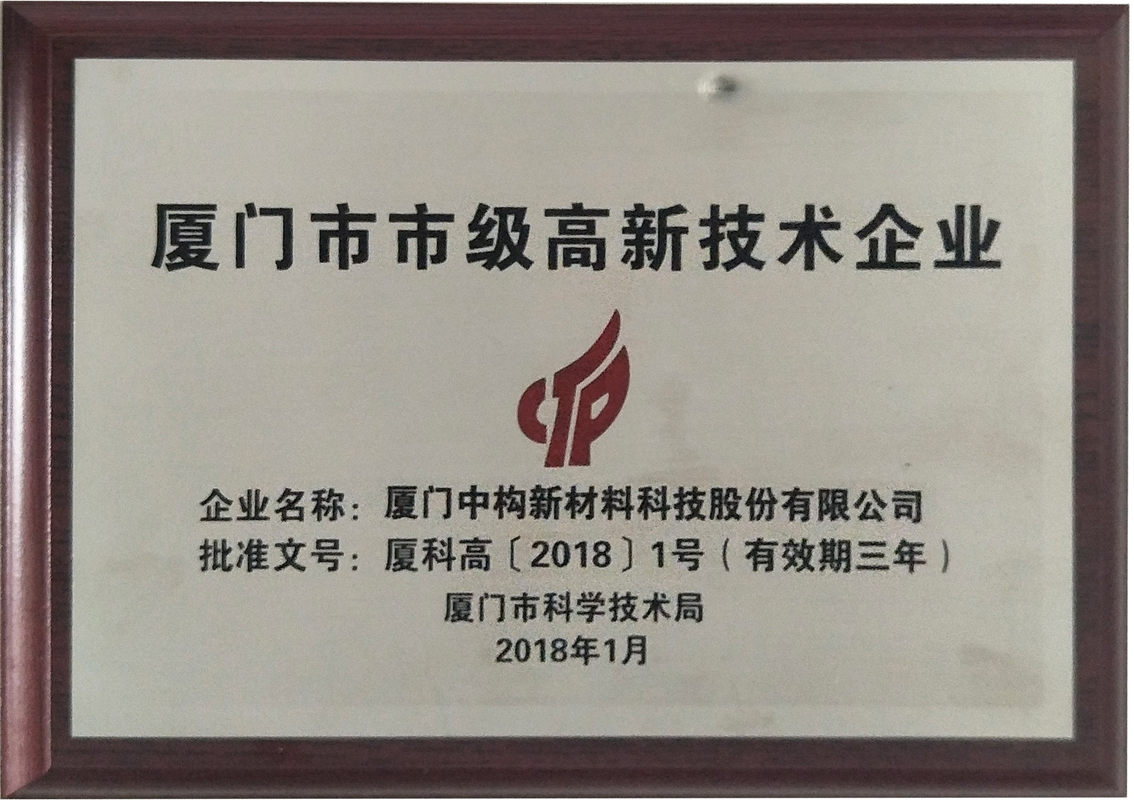 厦门市市级高新技术企业
CTP
企业名称：厦门中构新材料科技股份有限公司
批准文号：厦科高〔2018〕1号（有效期三年）
厦门市科学技术局
2018年1月